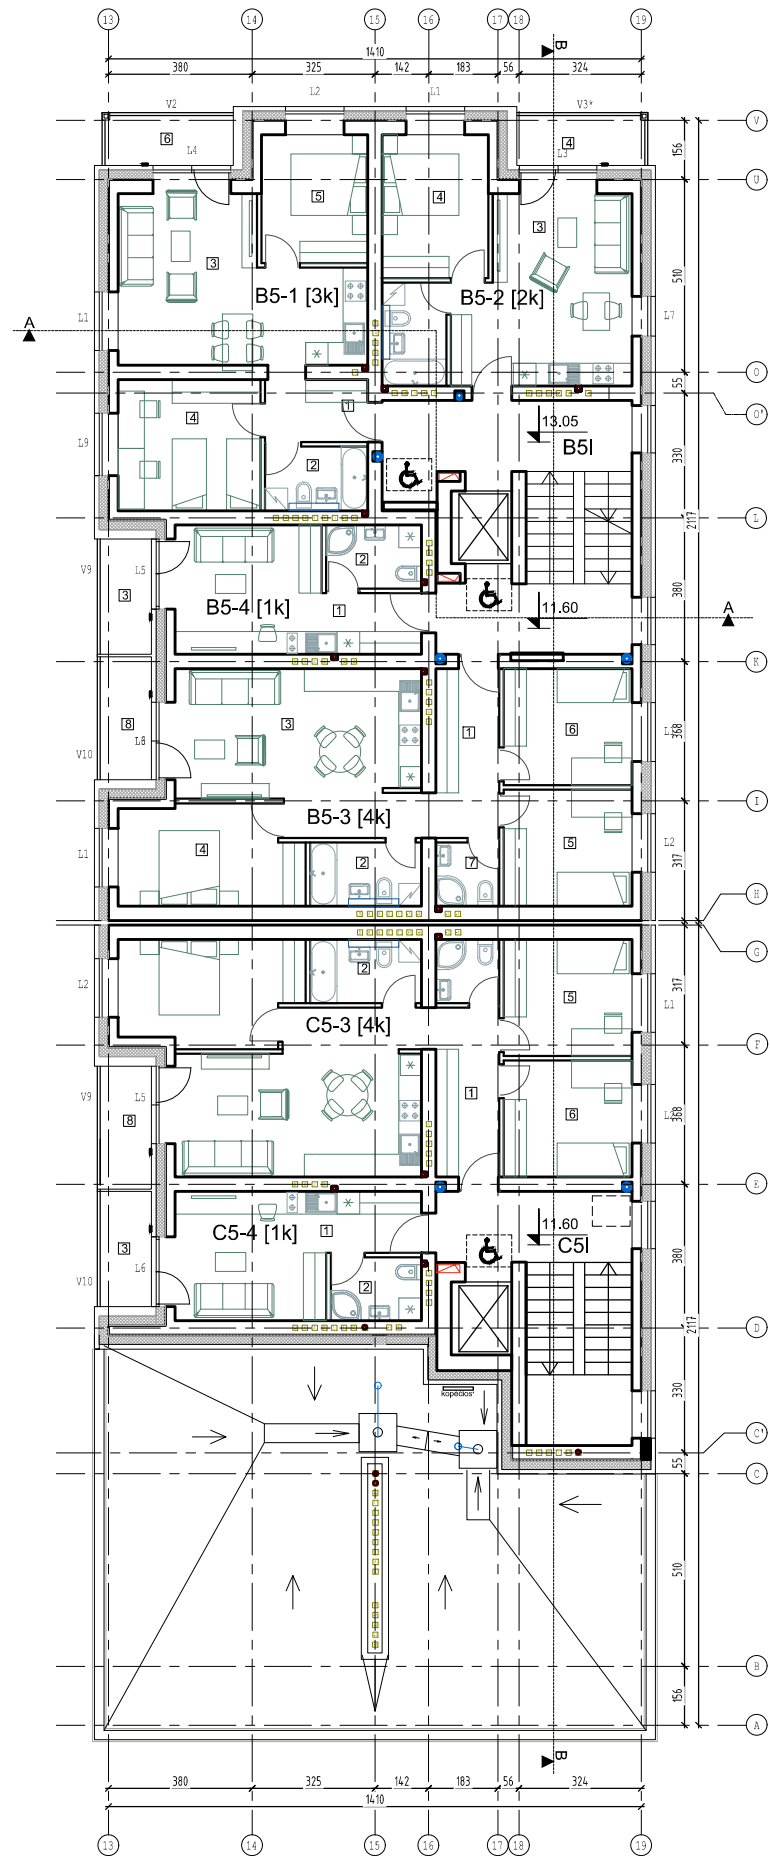 13 14 15 16 17 18 19
1410
380 325 142 183 56 324
B
L2 L1
V2 V3*
V
6 4
L4 L3
156
U
5 4
3 3
510
B5-1 [3k] B5-2 [2k]
A
L1 L7
O
55
1
4
O'
13.05
L9 B5I
2
330
L
2117
V9 L5 2
3
B5-4 [1k] 1
380
11.60
A
K
8 3 1 6
L8
V10
368
I
B5-3 [4k]
L1 4 2 7 5 L2
317
H
G
2
L2 5 L1
317
C5-3 [4k]
F
V9 L5
8 1 6
368
E
1
C5-4 [1k] 11.60
3 C5I
L6 2
V10
380
D
2117
330
kopėčios
C'
C
55
510
B
156
A
B
380 325 142 183 56 324
1410
13 14 15 16 17 18 19